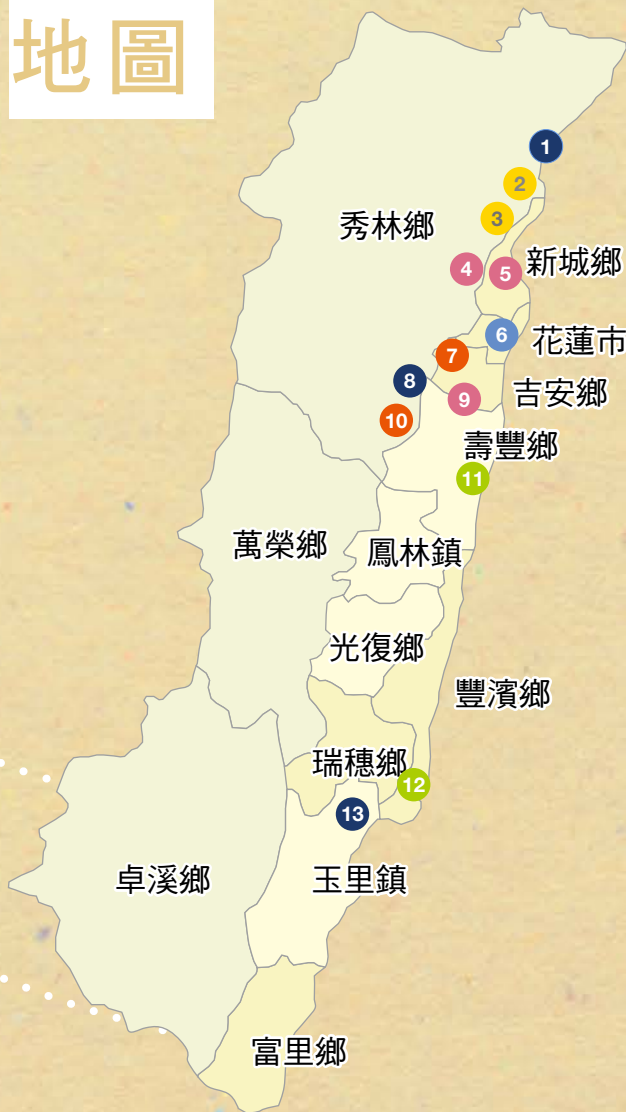 地圖
1
2
3
秀林鄉
4
5
新城鄉
6
花蓮市
7
8
吉安鄉
9
10
壽豐鄉
11
萬榮鄉
鳳林鎮
光復鄉
豐濱鄉
瑞穗鄉
12
13
卓溪鄉
玉里鎮
富里鄉